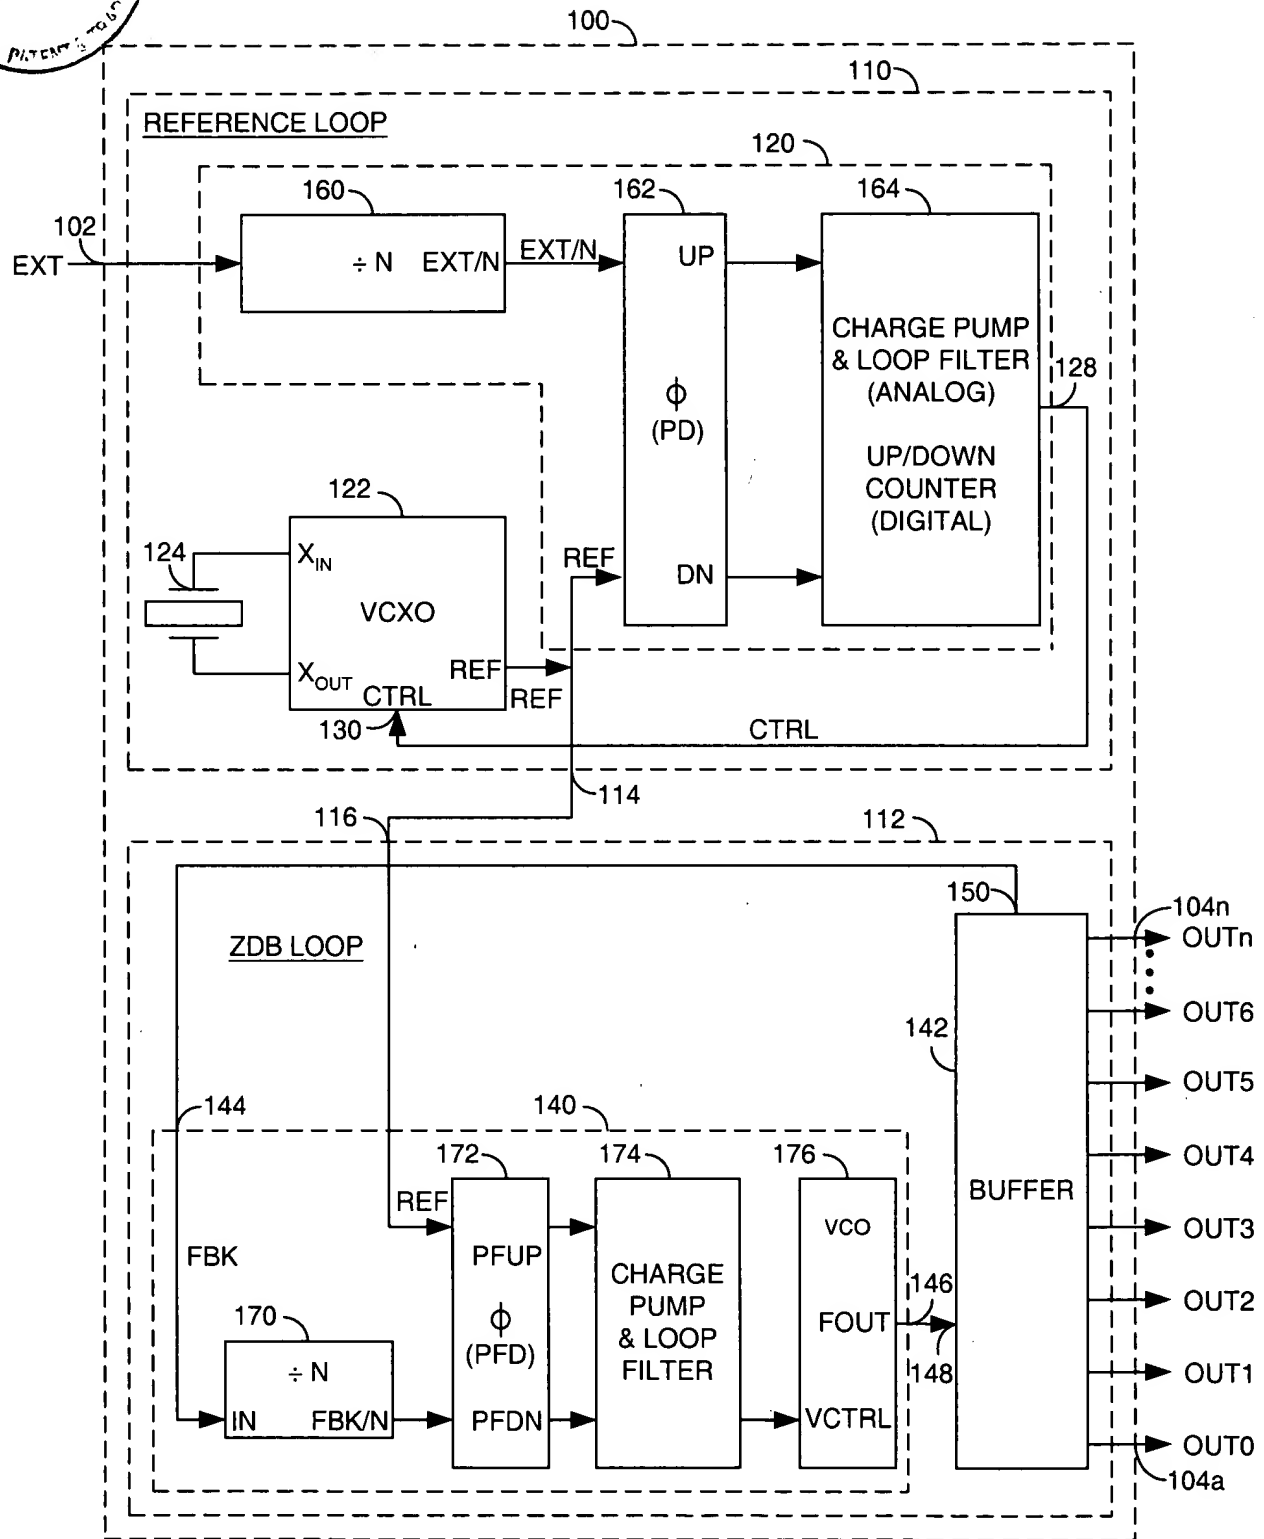 100
110
REFERENCE LOOP
120
160
162
164
102
EXT
÷ N
EXT/N
EXT/N
UP
CHARGE PUMP
& LOOP FILTER
(ANALOG)
UP/DOWN
COUNTER
(DIGITAL)
128
ϕ
(PD)
122
124
XIN
VCXO
REF
DN
XOUT
REF
CTRL
REF
130
CTRL
114
116
112
150
104n
ZDB LOOP
OUTn
OUT6
142
OUT5
144
140
OUT4
172
174
176
BUFFER
REF
VCO
OUT3
FBK
PFUP
CHARGE
PUMP
& LOOP
FILTER
146
OUT2
170
ϕ
(PFD)
FOUT
÷ N
148
OUT1
IN
FBK/N
PFDN
VCTRL
OUT0
104a